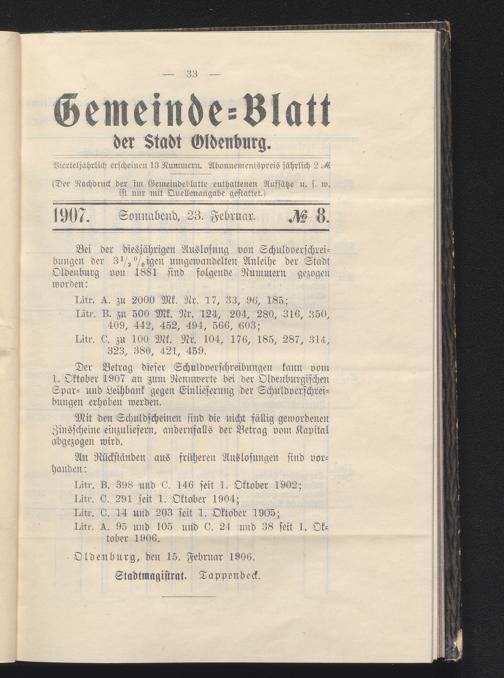 — 33 —
Gemeinde=Blatt
der Stadt Oldenburg.
Vierteljährlich erscheinen 13 Nummern. Abonnementspreis jährlich 2 ℳ
(Der Nachdruck der im Gemeindeblatte enthaltenen Aufsätze u. s. w.
ist nur mit Quellenangabe gestattet.)
1907. Sonnabend, 23. Februar. № 8.
Bei der diesjährigen Auslosung von Schuldverschrei=
bungen der 3½%igen umgewandelten Anleihe der Stadt
Oldenburg von 1881 sind folgende Nummern gezogen
worden:
Litr. A. zu 2000 Mk. Nr. 17, 33, 96, 185;
Litr. B. zu 500 Mk. Nr. 124, 204, 280, 316, 350,
409, 442, 452, 494, 566, 603;
Litr. C. zu 100 Mk. Nr. 104, 176, 185, 287, 314,
323, 380, 421, 459.
Der Betrag dieser Schuldverschreibungen kann vom
1. Oktober 1907 an zum Nennwerte bei der Oldenburgischen
Spar= und Leihbank gegen Einlieferung der Schuldverschrei=
bungen erhoben werden.
Mit den Schuldscheinen sind die nicht fällig gewordenen
Zinsscheine einzuliefern, andernfalls der Betrag vom Kapital
abgezogen wird.
An Rückständen aus früheren Auslosungen sind vor=
handen:
Litr. B. 398 und C. 146 seit 1. Oktober 1902;
Litr. C. 291 seit 1. Oktober 1904;
Litr. C. 14 und 203 seit 1. Oktober 1905;
Litr. A. 95 und 105 und C. 24 und 38 seit 1. Ok=
tober 1906.
Oldenburg, den 15. Februar 1906.
Stadtmagistrat. Tappenbeck.